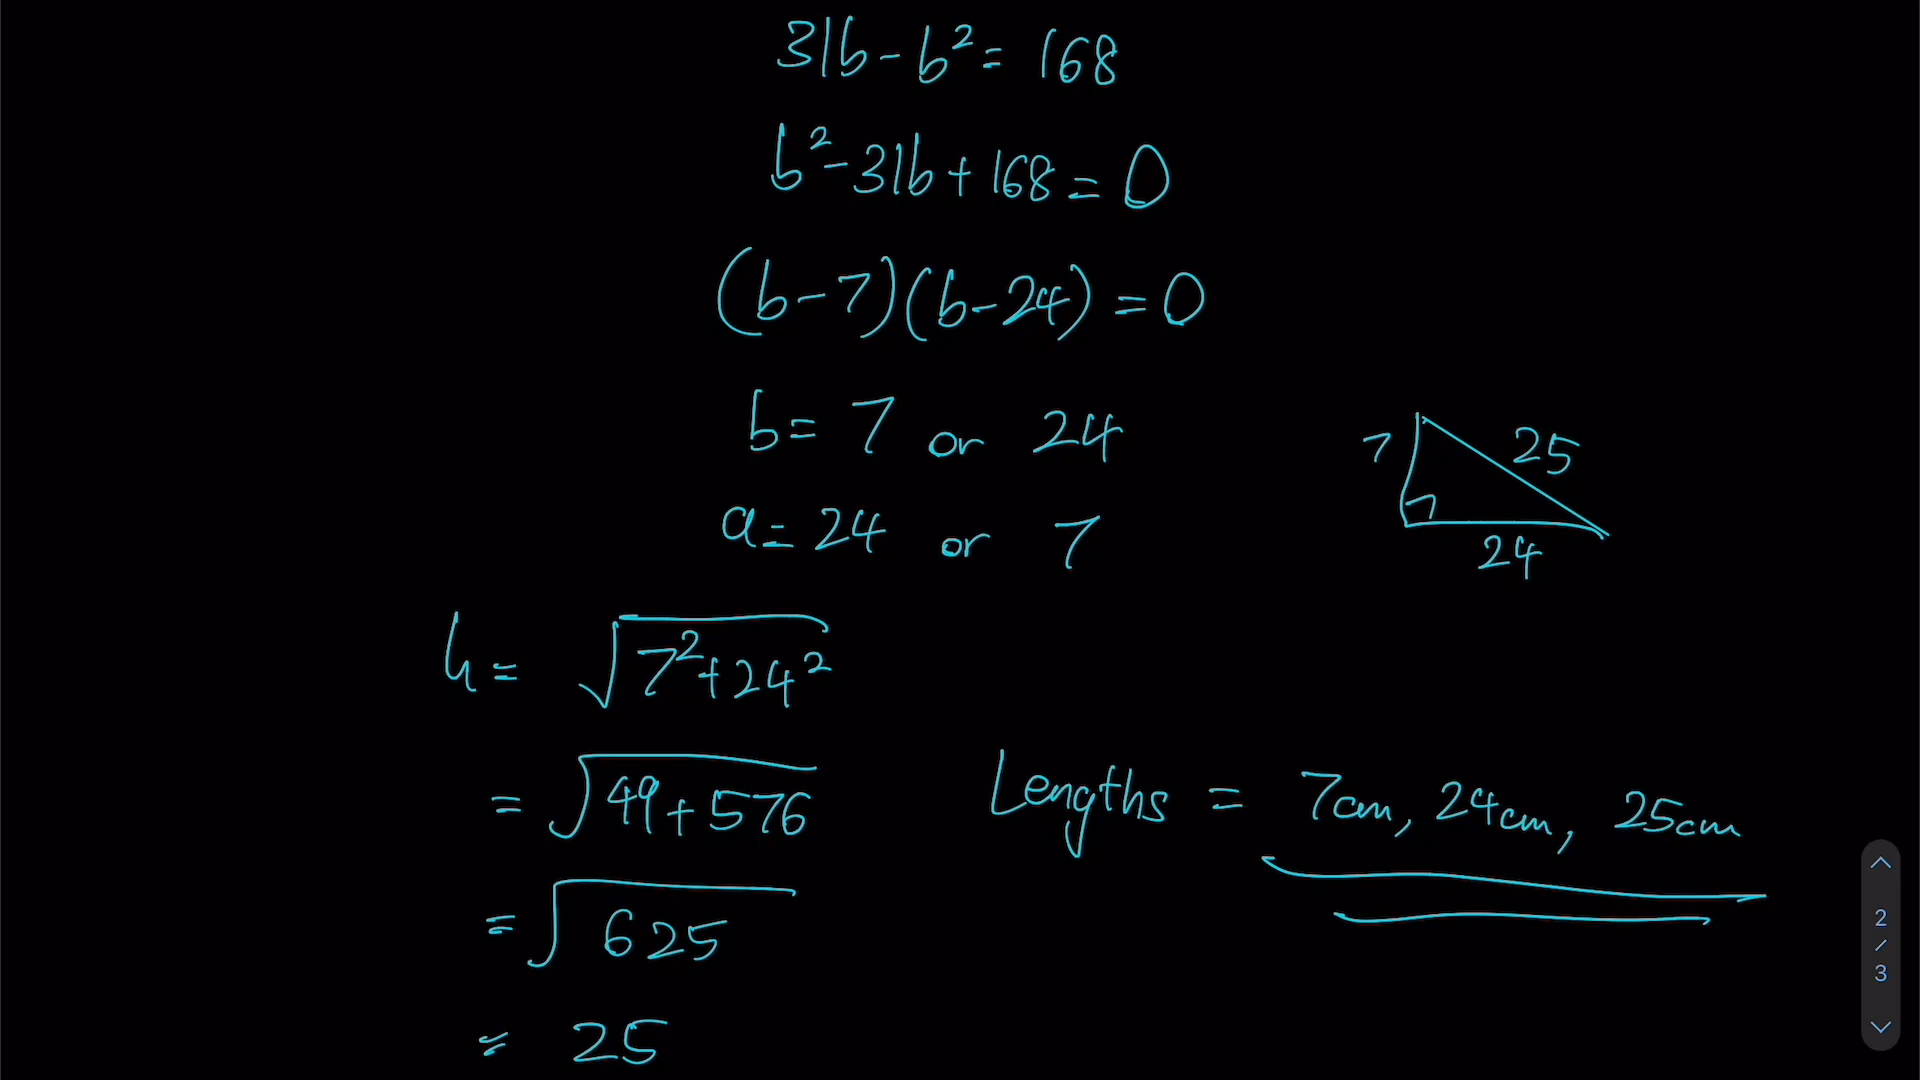 31b - b² = 168
b² - 31b + 168 = 0
(b - 7)(b - 24) = 0
b = 7 or 24
a = 24 or 7
7
25
24
h = √7² + 24²
= √49 + 576
Lengths = 7cm, 24cm, 25cm
= √625
= 25
2
/
3